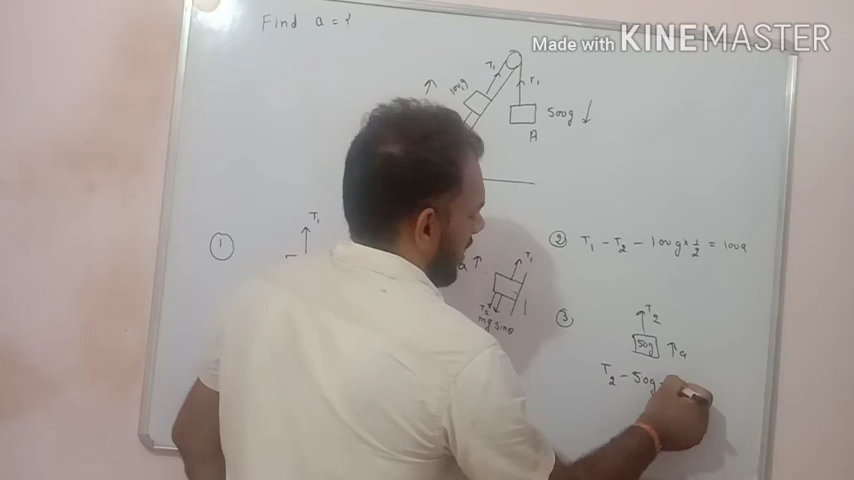 Find a = ?
Made with KINEMASTER
T₁
100g
T₁
500g
A
①
T₁
② T₁ - T₂ - 100g × 1/2 = 100a
a
T₁
T₂
mg sinθ
③
T₂
50g
a
T₂ - 50g